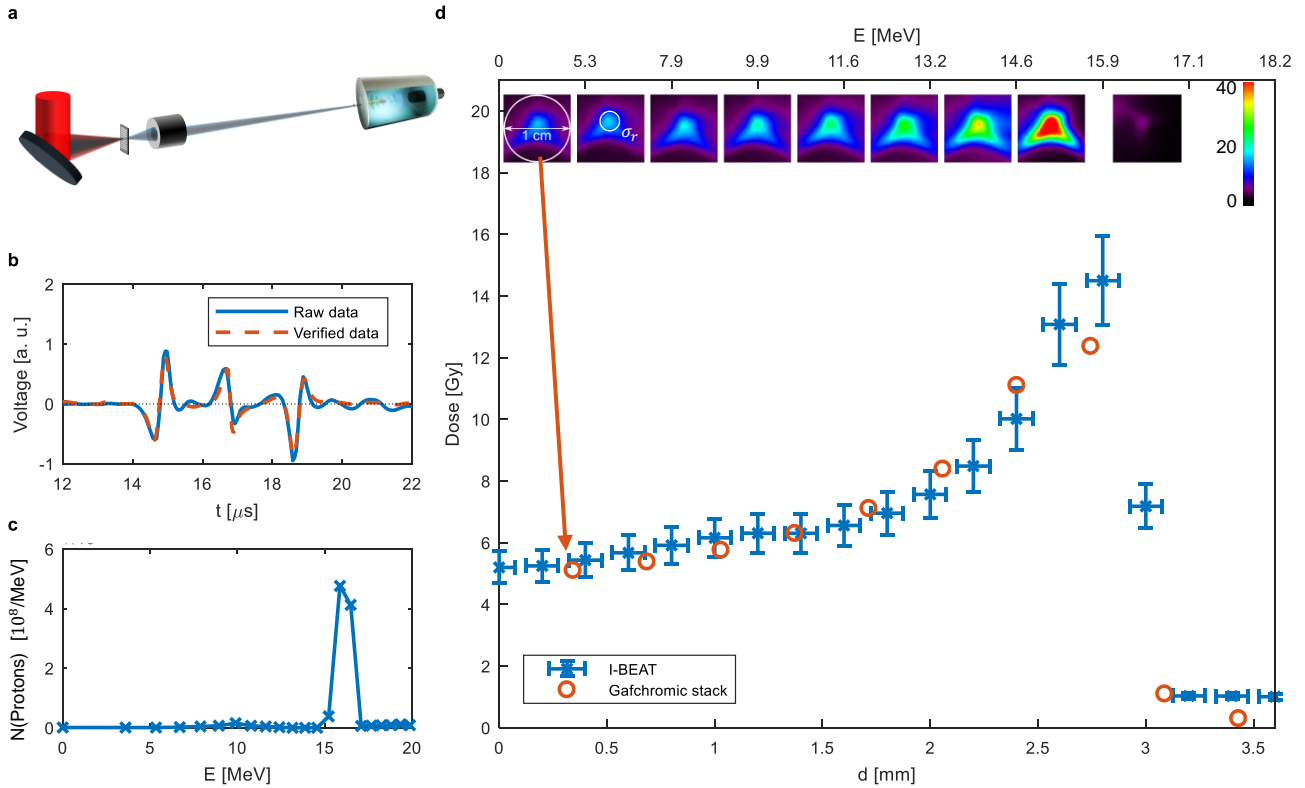 a
b
2
1
0
-1
Voltage [a. u.]
Raw data
Verified data
12 14 16 18 20 22
t [μs]
c
6
4
2
0
N(Protons) [10⁸/MeV]
0 5 10 15 20
E [MeV]
d
E [MeV]
0 5.3 7.9 9.9 11.6 13.2 14.6 15.9 17.1 18.2
1 cm
σᵣ
40
20
0
20
18
16
14
12
10
8
6
4
2
0
Dose [Gy]
I-BEAT
Gafchromic stack
0 0.5 1 1.5 2 2.5 3 3.5
d [mm]